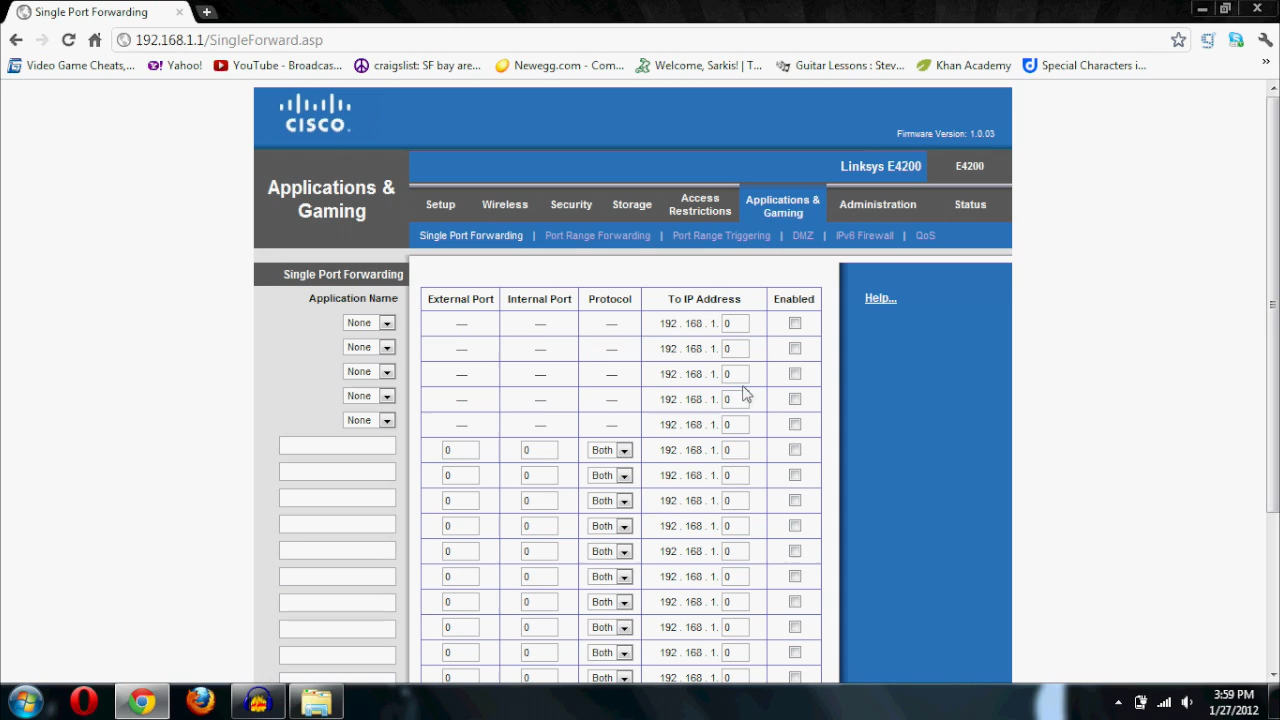 Single Port Forwarding
192.168.1.1/SingleForward.asp
Video Game Cheats,... Yahoo! YouTube - Broadcas... craigslist: SF bay are... Newegg.com - Com... Welcome, Sarkis! | T... Guitar Lessons : Stev... Khan Academy Special Characters i... »
CISCO.
Firmware Version: 1.0.03
Linksys E4200 E4200
Applications &
Gaming
Setup Wireless Security Storage Access Restrictions Applications & Gaming Administration Status
Single Port Forwarding | Port Range Forwarding | Port Range Triggering | DMZ | IPv6 Firewall | QoS
Single Port Forwarding
Application Name External Port Internal Port Protocol To IP Address Enabled Help...
None — — — 192 . 168 . 1. 0
None — — — 192 . 168 . 1. 0
None — — — 192 . 168 . 1. 0
None — — — 192 . 168 . 1. 0
None — — — 192 . 168 . 1. 0
0 0 Both 192 . 168 . 1. 0
0 0 Both 192 . 168 . 1. 0
0 0 Both 192 . 168 . 1. 0
0 0 Both 192 . 168 . 1. 0
0 0 Both 192 . 168 . 1. 0
0 0 Both 192 . 168 . 1. 0
0 0 Both 192 . 168 . 1. 0
0 0 Both 192 . 168 . 1. 0
0 0 Both 192 . 168 . 1. 0
0 0 Both 192 . 168 . 1. 0
3:59 PM
1/27/2012